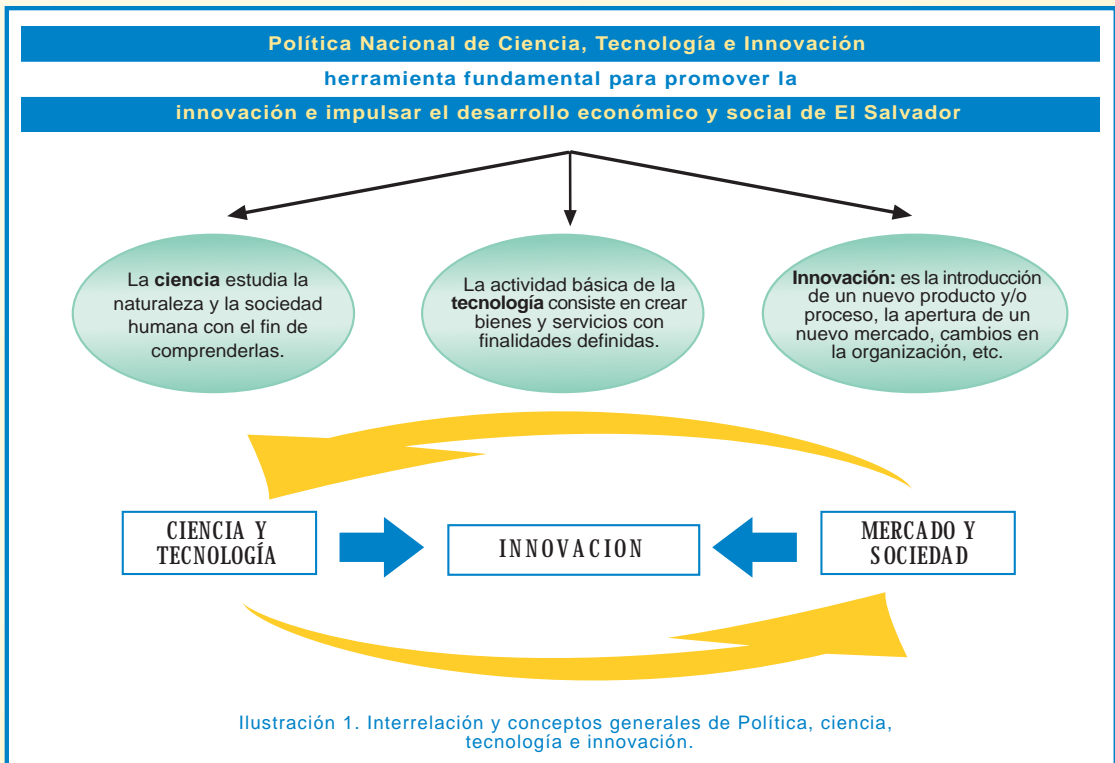 Política Nacional de Ciencia, Tecnología e Innovación
herramienta fundamental para promover la
innovación e impulsar el desarrollo económico y social de El Salvador
La ciencia estudia la
naturaleza y la sociedad
humana con el fin de
comprenderlas.
La actividad básica de la
tecnología consiste en crear
bienes y servicios con
finalidades definidas.
Innovación: es la introducción
de un nuevo producto y/o
proceso, la apertura de un
nuevo mercado, cambios en
la organización, etc.
CIENCIA Y
TECNOLOGÍA
INNOVACION
MERCADO Y
SOCIEDAD
Ilustración 1. Interrelación y conceptos generales de Política, ciencia,
tecnología e innovación.